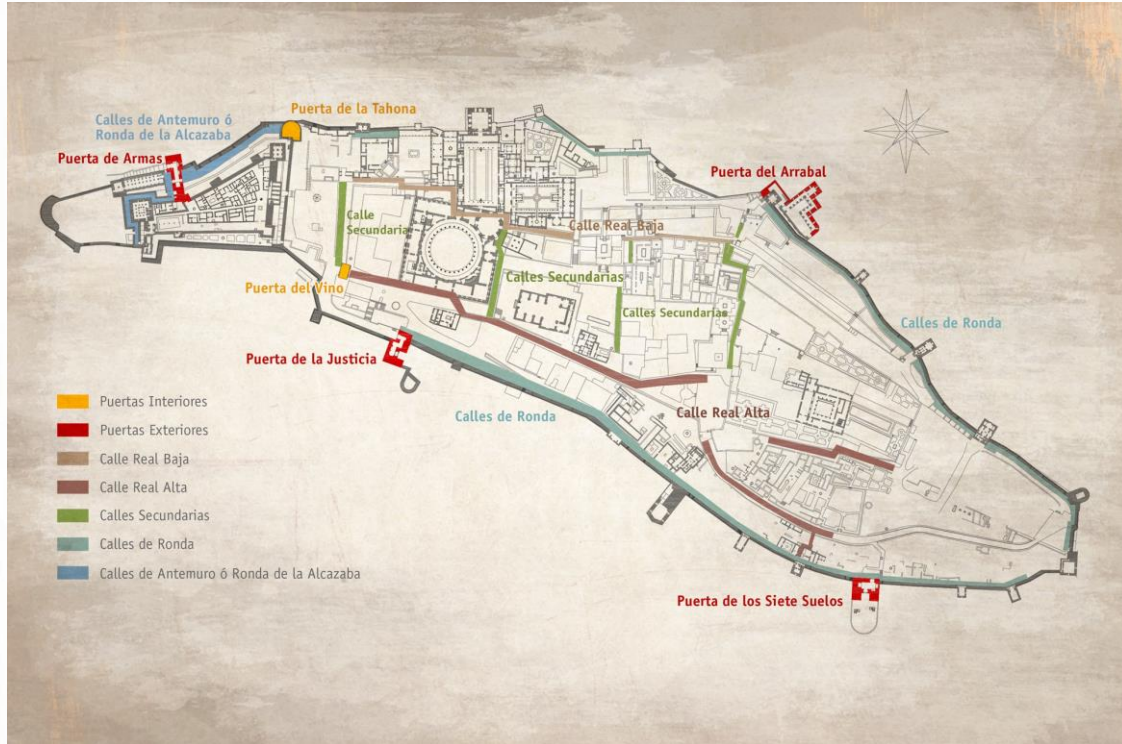 Puerta de la Tahona
Calles de Antemuro ó
Ronda de la Alcazaba
Puerta de Armas
Puerta del Arrabal
Calle
Secundaria
Calle Real Baja
Calles Secundarias
Puerta del Vino
Calles Secundarias
Calles de Ronda
Puerta de la Justicia
Calle Real Alta
Calles de Ronda
Puertas Interiores
Puertas Exteriores
Calle Real Baja
Calle Real Alta
Calles Secundarias
Calles de Ronda
Calles de Antemuro ó Ronda de la Alcazaba
Puerta de los Siete Suelos